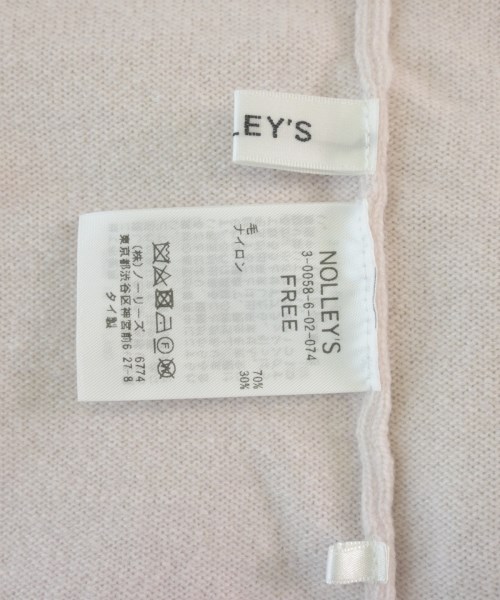 LEY'S
NOLLEY'S
3-0058-6-02-074
FREE
毛 70%
ナイロン 30%
(株)ノーリーズ 6774
東京都渋谷区神宮前6 27-8
タイ製